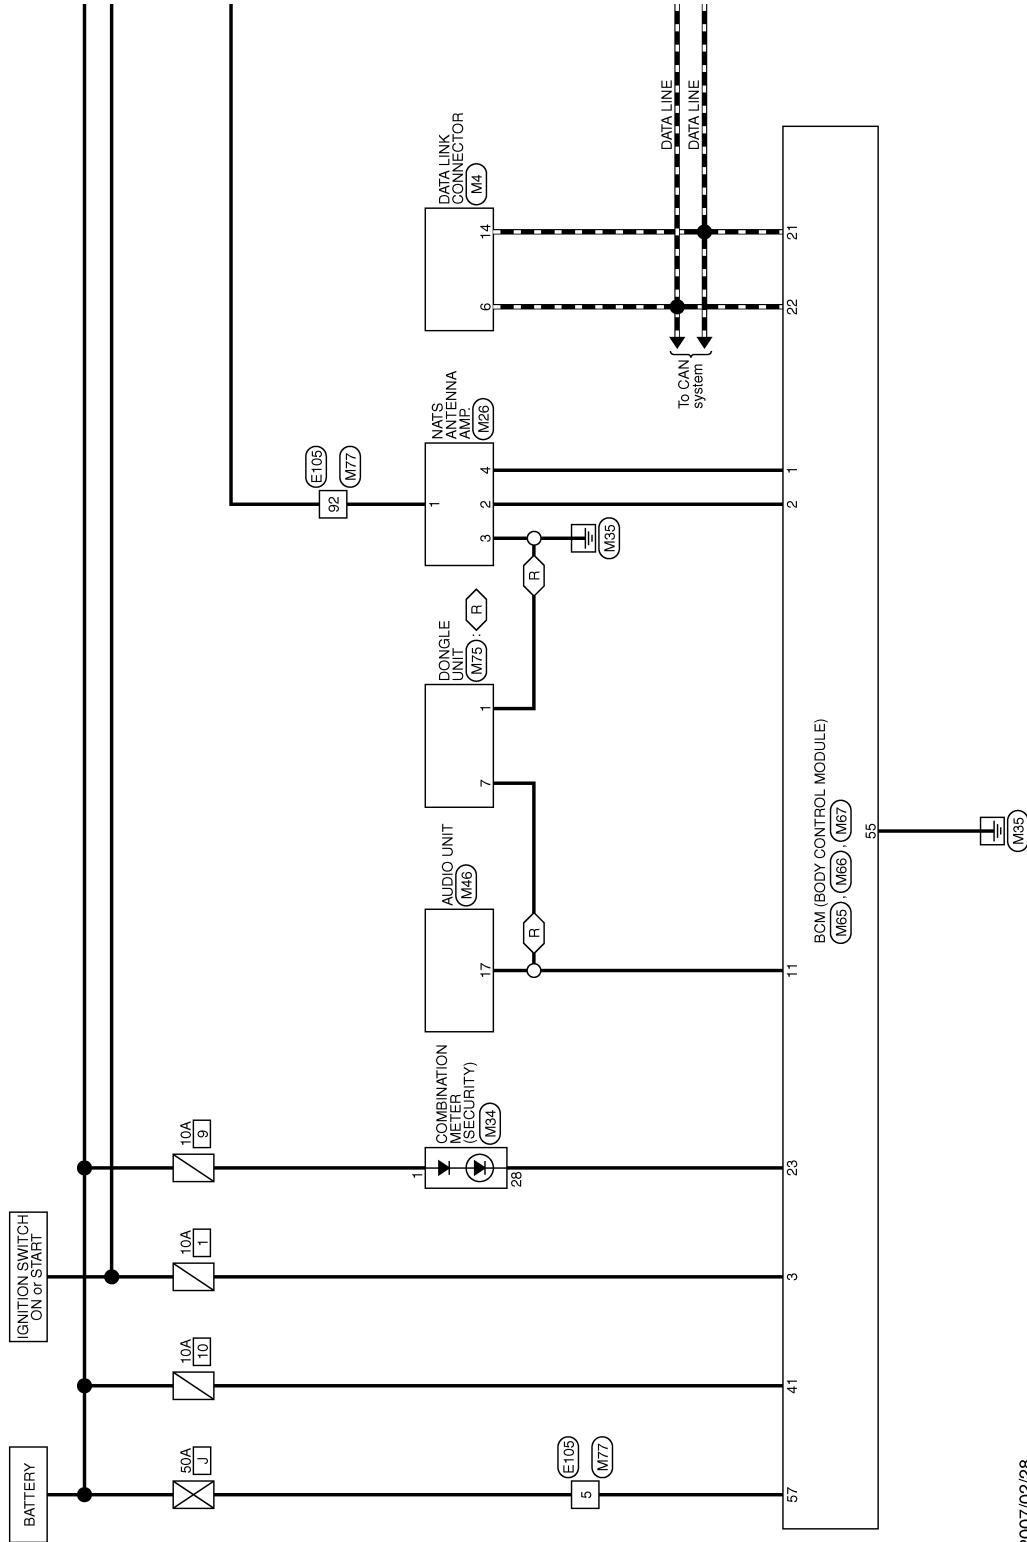 BATTERY
IGNITION SWITCH
ON or START
50A
J
10A
10
10A
1
10A
9
E105
5
M77
COMBINATION
METER
(SECURITY)
M34
1
28
AUDIO UNIT
M46
17
R
DONGLE
UNIT
M75 : R
7
1
R
E105
92
M77
NATS
ANTENNA
AMP.
M26
1
3
2
4
M35
DATA LINK
CONNECTOR
M4
6
14
DATA LINE
DATA LINE
To CAN
system
57
41
3
23
11
2
1
22
21
BCM (BODY CONTROL MODULE)
M65 , M66 , M67
55
M35
2007/03/28